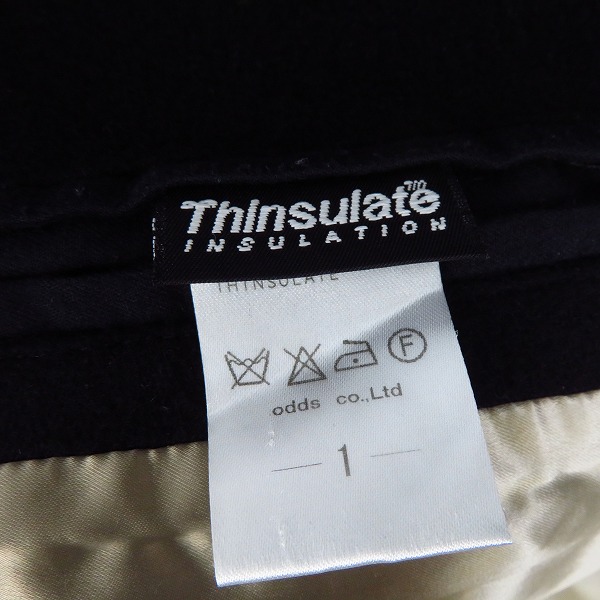 Thinsulate™
INSULATION
THINSULATE
F
odds co.,Ltd
— 1 —